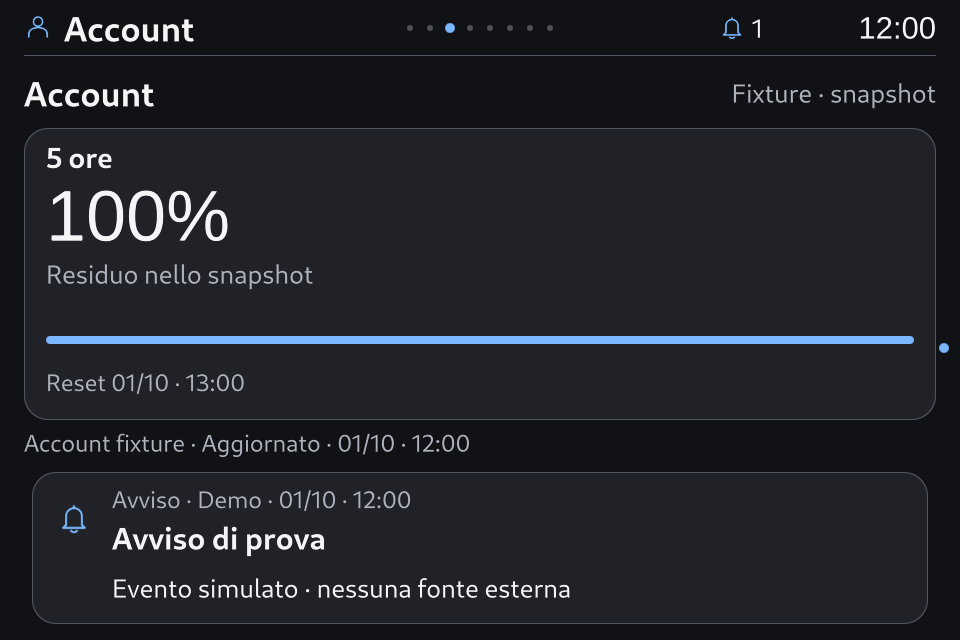 Account
1
12:00
Account
Fixture · snapshot
5 ore
100%
Residuo nello snapshot
Reset 01/10 · 13:00
Account fixture · Aggiornato · 01/10 · 12:00
Avviso · Demo · 01/10 · 12:00
Avviso di prova
Evento simulato · nessuna fonte esterna